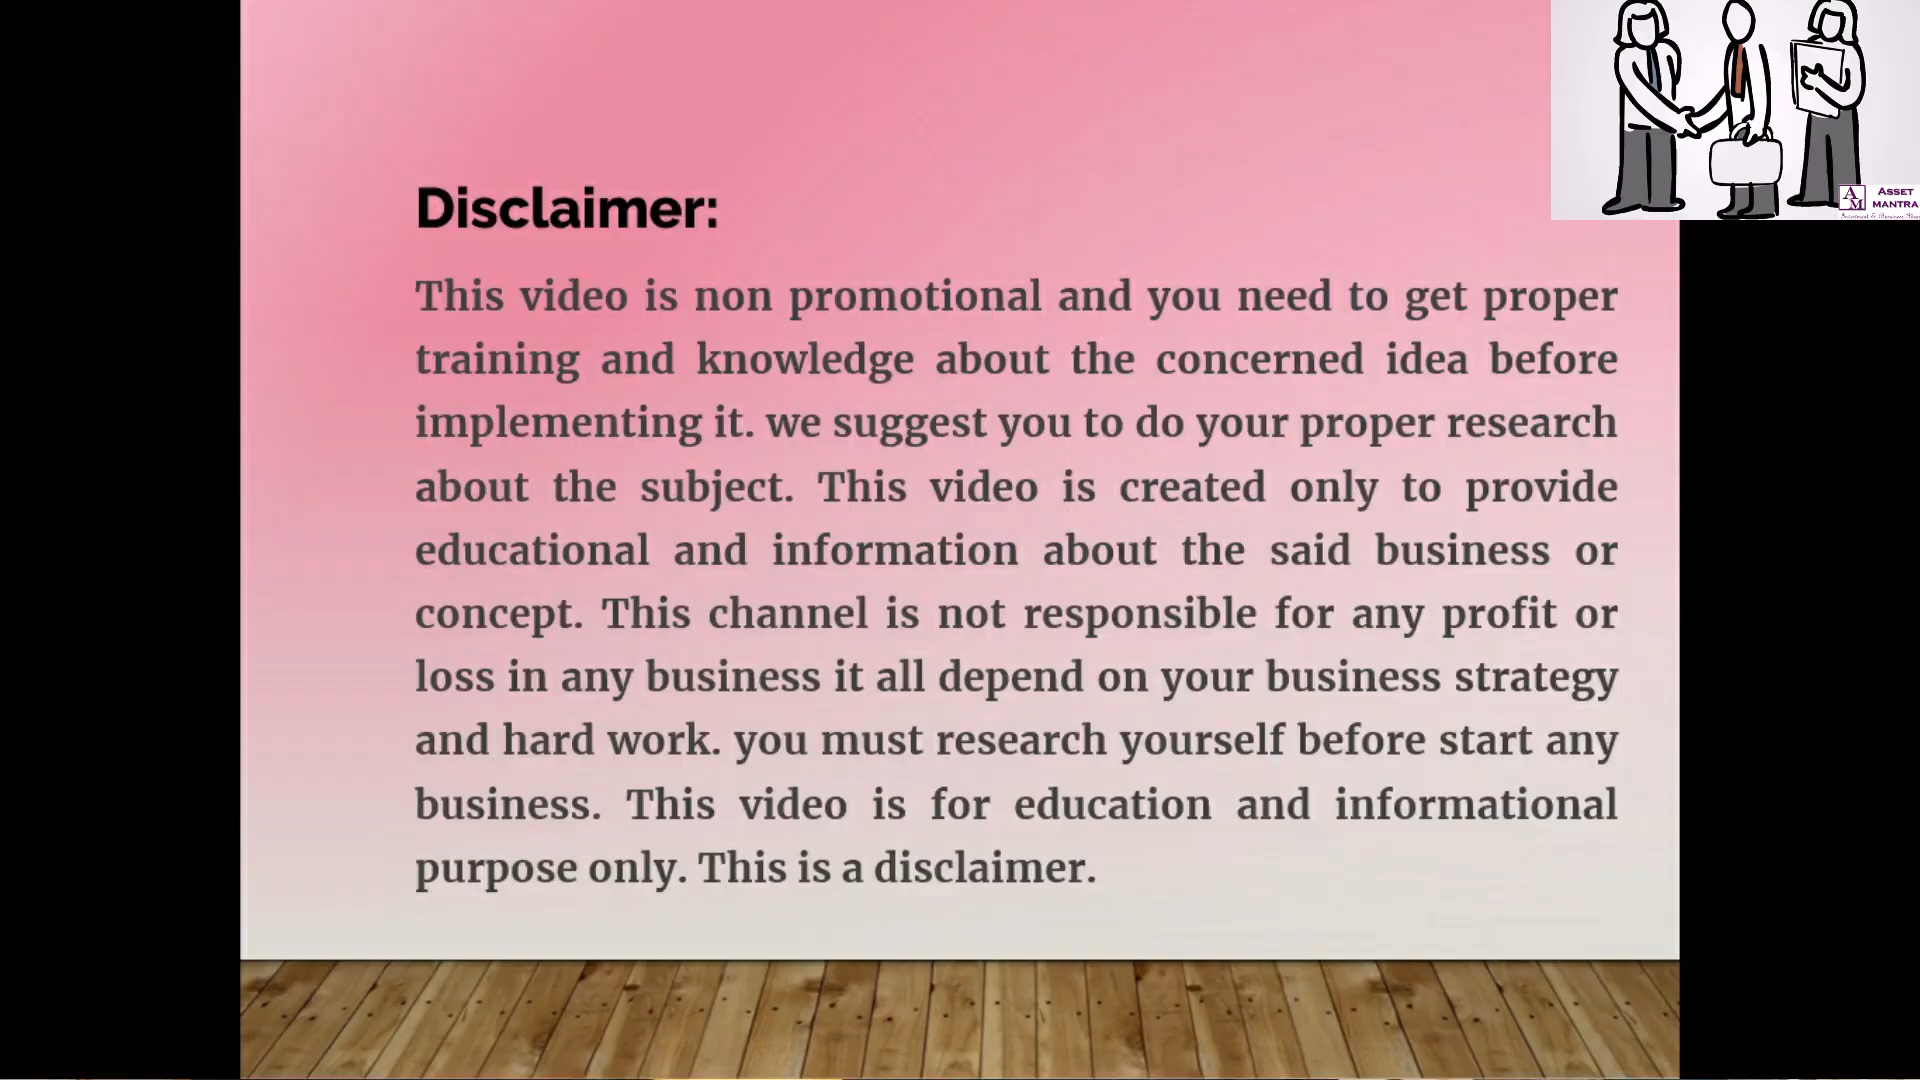 Disclaimer:
This video is non promotional and you need to get proper
training and knowledge about the concerned idea before
implementing it. we suggest you to do your proper research
about the subject. This video is created only to provide
educational and information about the said business or
concept. This channel is not responsible for any profit or
loss in any business it all depend on your business strategy
and hard work. you must research yourself before start any
business. This video is for education and informational
purpose only. This is a disclaimer.
AM
ASSET
MANTRA